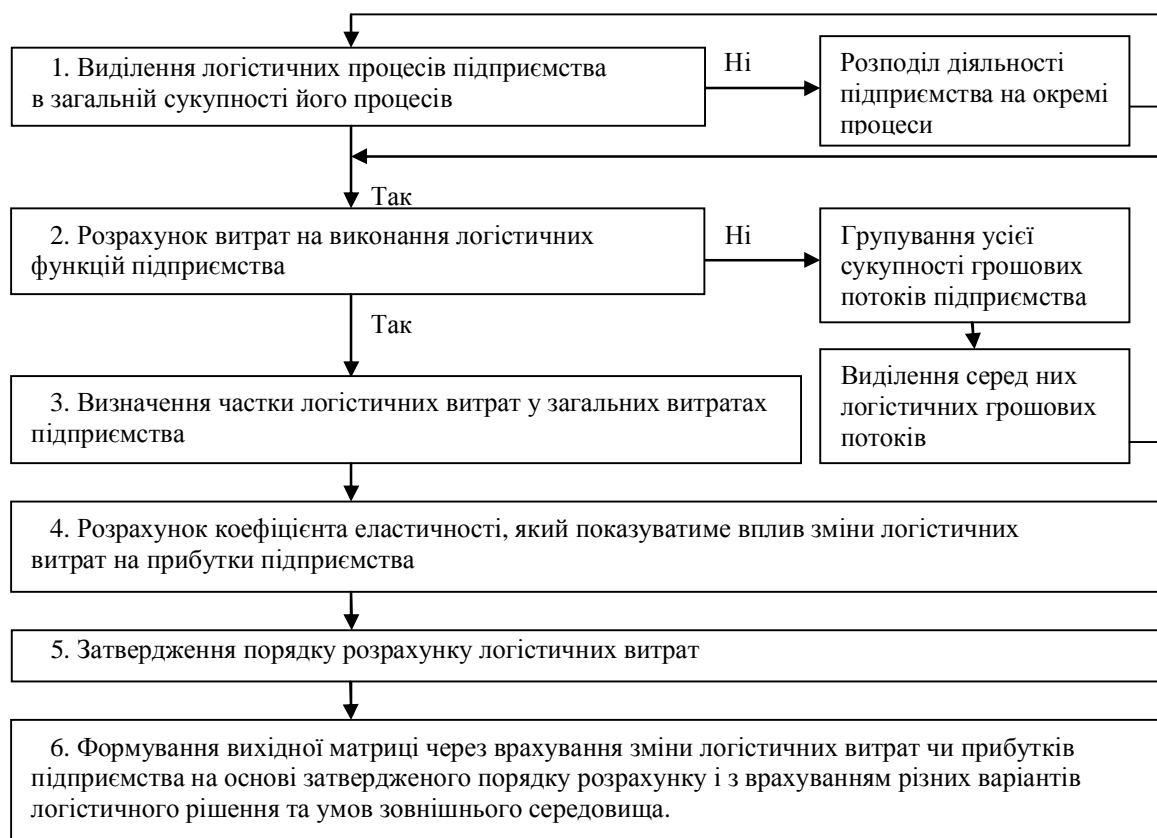 1. Виділення логістичних процесів підприємства
в загальній сукупності його процесів
Ні
Розподіл діяльності
підприємства на окремі
процеси
Так
2. Розрахунок витрат на виконання логістичних
функцій підприємства
Ні
Групування усієї
сукупності грошових
потоків підприємства
Так
Виділення серед них
логістичних грошових
потоків
3. Визначення частки логістичних витрат у загальних витратах
підприємства
4. Розрахунок коефіцієнта еластичності, який показуватиме вплив зміни логістичних
витрат на прибутки підприємства
5. Затвердження порядку розрахунку логістичних витрат
6. Формування вихідної матриці через врахування зміни логістичних витрат чи прибутків
підприємства на основі затвердженого порядку розрахунку і з врахуванням різних варіантів
логістичного рішення та умов зовнішнього середовища.